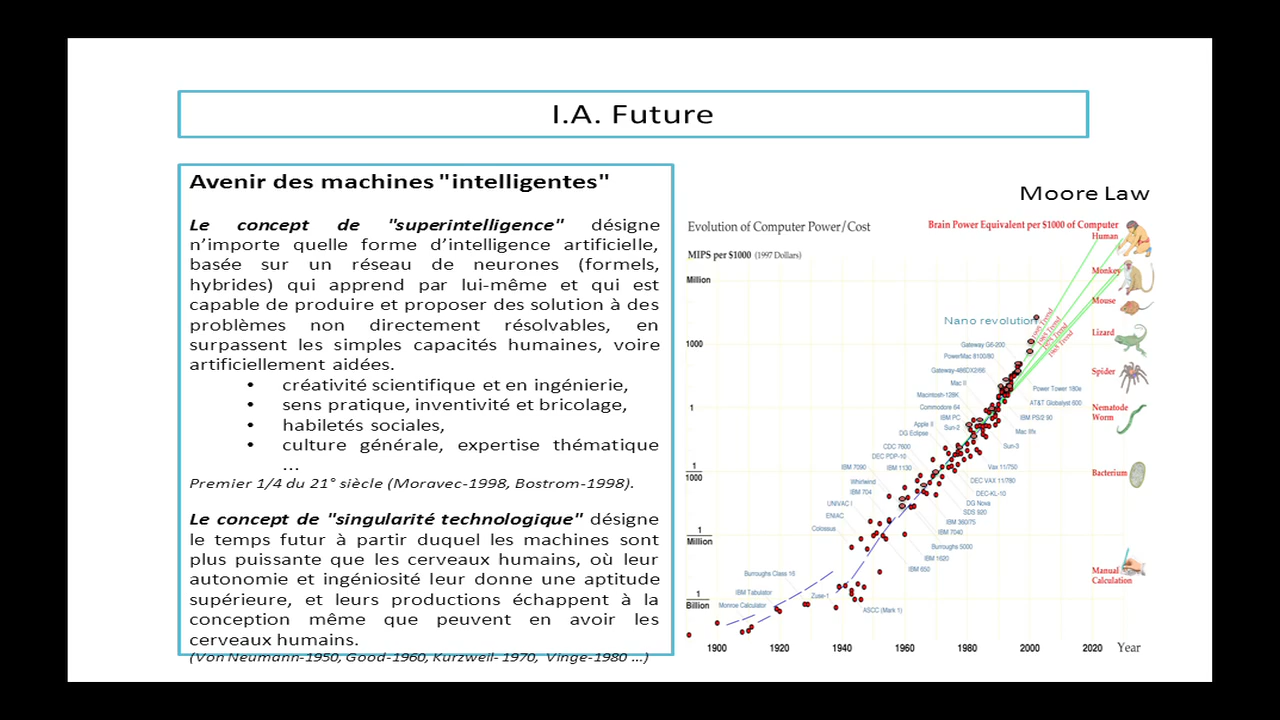 I.A. Future
Avenir des machines "intelligentes"
Le concept de "superintelligence" désigne
n'importe quelle forme d'intelligence artificielle,
basée sur un réseau de neurones (formels,
hybrides) qui apprend par lui-même et qui est
capable de produire et proposer des solution à des
problèmes non directement résolvables, en
surpassent les simples capacités humaines, voire
artificiellement aidées.
• créativité scientifique et en ingénierie,
• sens pratique, inventivité et bricolage,
• habiletés sociales,
• culture générale, expertise thématique
...
Premier 1/4 du 21° siècle (Moravec-1998, Bostrom-1998).
Le concept de "singularité technologique" désigne
le temps futur à partir duquel les machines sont
plus puissante que les cerveaux humains, où leur
autonomie et ingéniosité leur donne une aptitude
supérieure, et leurs productions échappent à la
conception même que peuvent en avoir les
cerveaux humains.
(Von Neumann-1950, Good-1960, Kurzweil- 1970, Vinge-1980 ...)
Moore Law
Evolution of Computer Power/Cost
Brain Power Equivalent per $1000 of Computer
MIPS per $1000 (1997 Dollars)
Human
Monkey
Mouse
Lizard
Spider
Nematode
Worm
Bacterium
Manual
Calculation
Million
1000
1
1
1000
1
Million
1
Billion
Nano revolution
Gateway G6-200
PowerMac 8100/80
Gateway-486DX2/66
Mac II
Macintosh-128K
Commodore 64
IBM PC
Apple II
Sun-2
DG Eclipse
CDC 7600
DEC PDP-10
IBM 7090
IBM 1130
Whirlwind
IBM 704
UNIVAC I
ENIAC
Colossus
Burroughs Class 16
IBM Tabulator
Zuse-1
Monroe Calculator
ASCC (Mark 1)
Power Tower 180e
AT&T Globalyst 600
IBM PS/2 90
Mac IIfx
Sun-3
Vax 11/750
DEC VAX 11/780
DEC-KL-10
DG Nova
SDS 920
IBM 360/75
IBM 7040
Burroughs 5000
IBM 1620
IBM 650
1900 1920 1940 1960 1980 2000 2020 Year